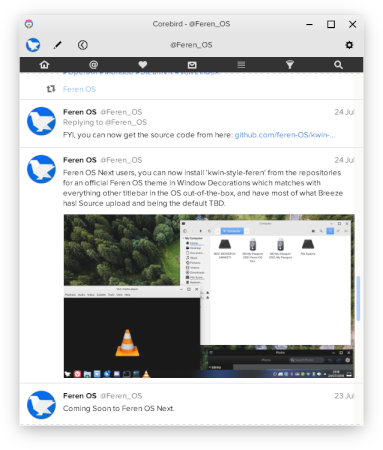 Corebird - @Feren_OS
@Feren_OS
Feren OS
Feren OS @Feren_OS 24 Jul
Replying to @Feren_OS
FYI, you can now get the source code from here: github.com/feren-OS/kwin-...
Feren OS @Feren_OS 24 Jul
Feren OS Next users, you can now install 'kwin-style-feren' from the repositories
for an official Feren OS theme in Window Decorations which matches with
everything other titlebar in the OS out-of-the-box, and have most of what Breeze
has! Source upload and being the default TBD.
Feren OS @Feren_OS 23 Jul
Coming Soon to Feren OS Next.